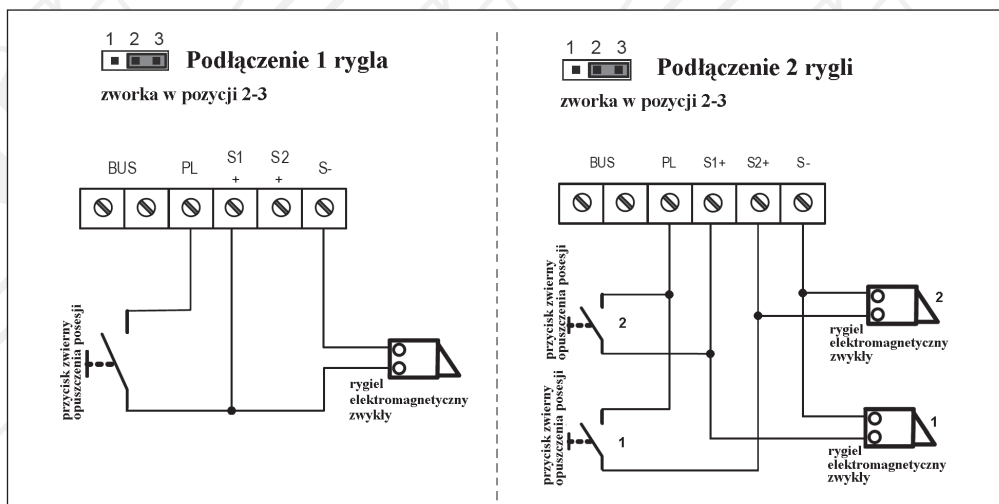 1 2 3
Podłączenie 1 rygla
zworka w pozycji 2-3
BUS PL S1 + S2 + S-
przycisk zwierny
opuszczenia posesji
rygiel
elektromagnetyczny
zwykły
1 2 3
Podłączenie 2 rygli
zworka w pozycji 2-3
BUS PL S1+ S2+ S-
przycisk zwierny
opuszczenia posesji
2
2
rygiel
elektromagnetyczny
zwykły
przycisk zwierny
opuszczenia posesji
1
1
rygiel
elektromagnetyczny
zwykły